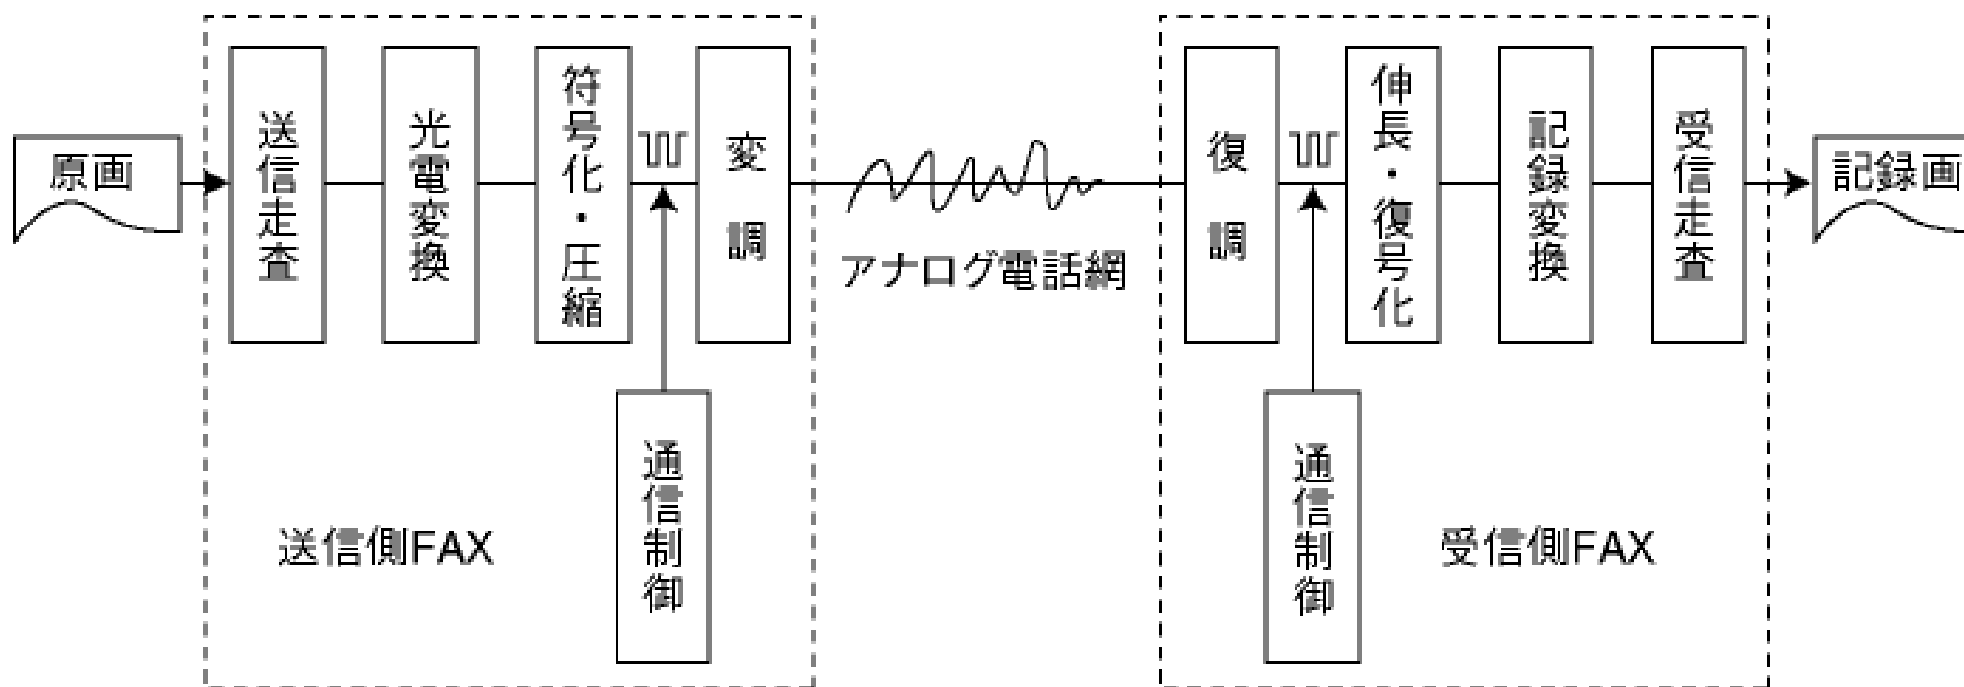 原画
送信走査
光電変換
符号化・圧縮
変調
アナログ電話網
復調
伸長・復号化
記録変換
受信走査
記録画
通信制御
送信側FAX
通信制御
受信側FAX